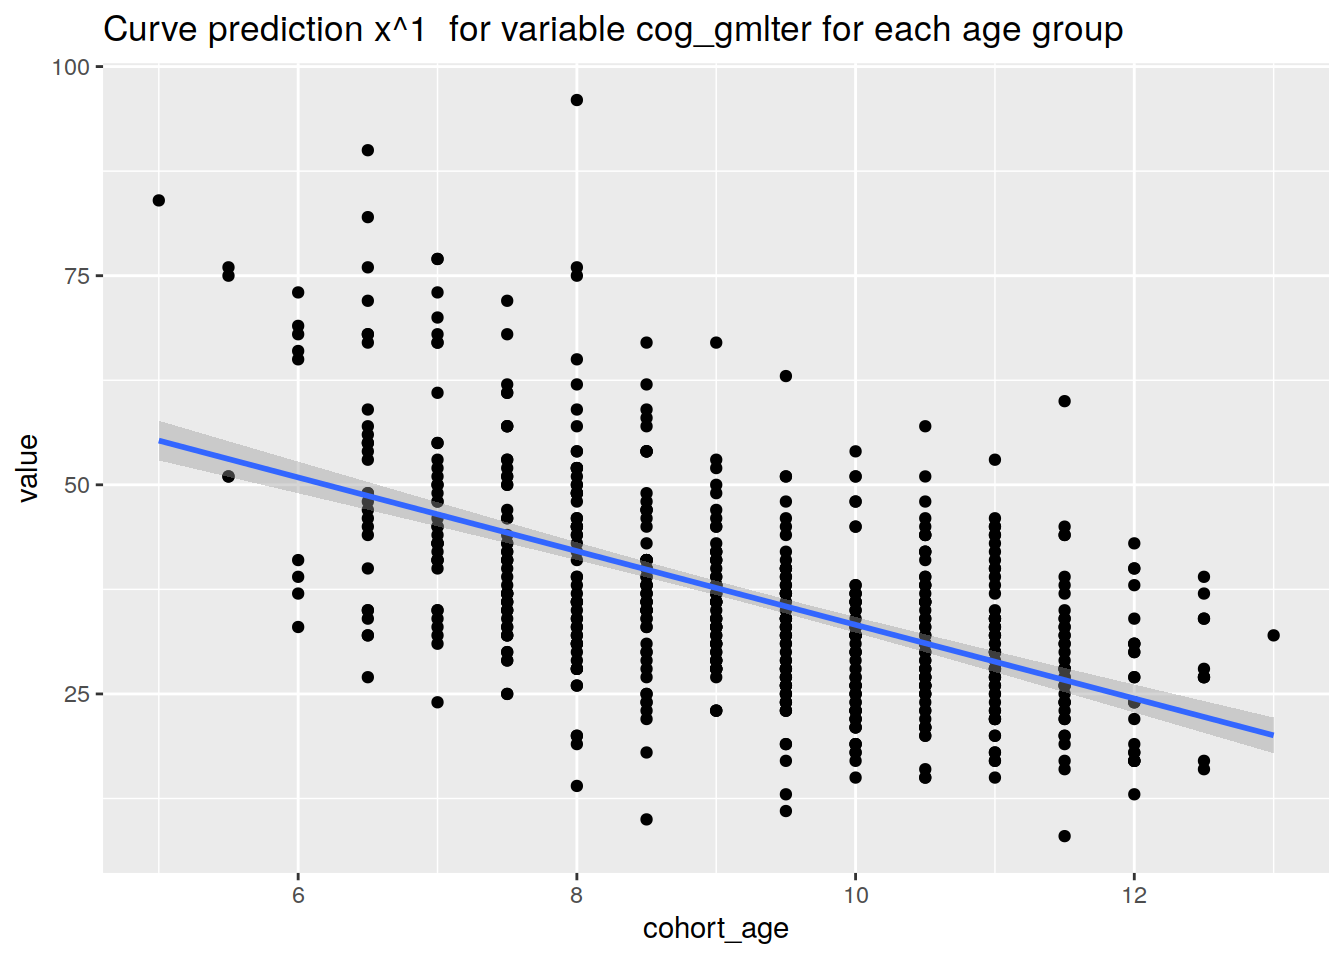 Curve prediction x^1  for variable cog_gmlter for each age group
100
75
50
25
value
6 8 10 12
cohort_age